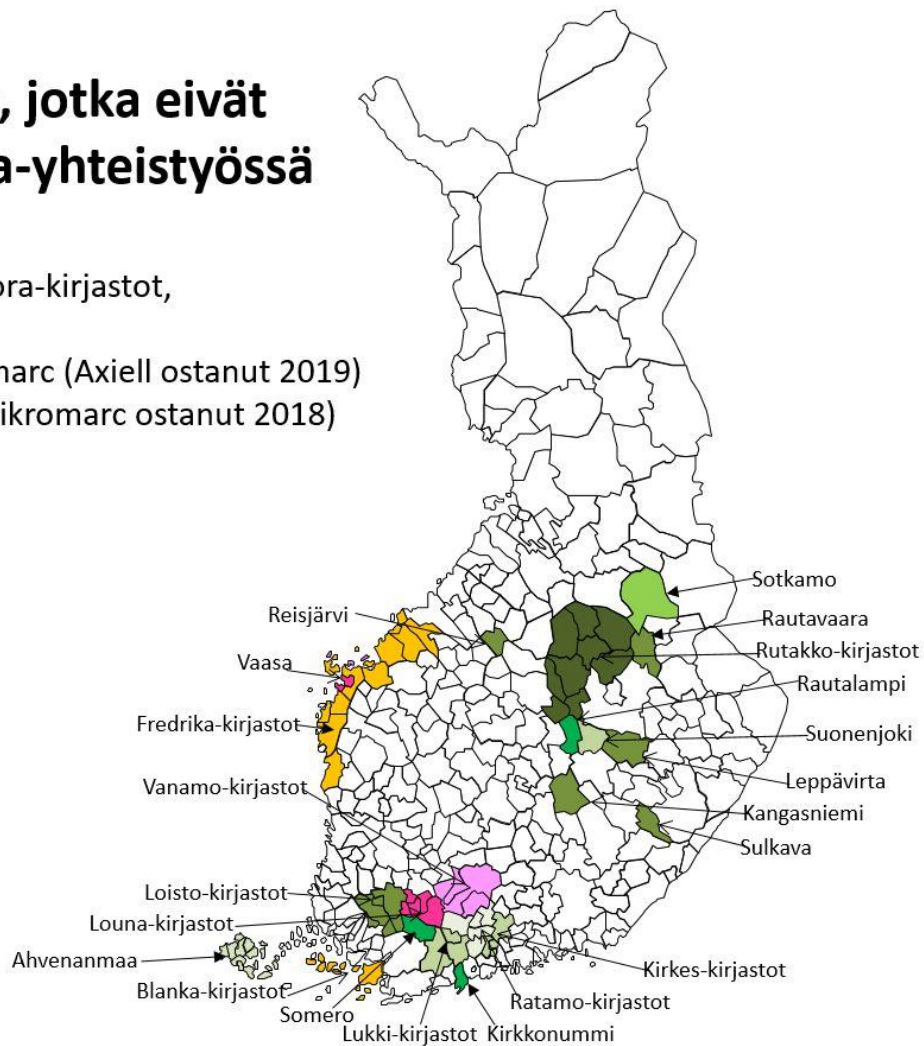 , jotka eivät
a-yhteistyössä
ora-kirjastot,
narc (Axiell ostanut 2019)
ikromarc ostanut 2018)
Sotkamo
Reisjärvi
Rautavaara
Rutakko-kirjastot
Vaasa
Rautalampi
Fredrika-kirjastot
Suonenjoki
Leppävirta
Vanamo-kirjastot
Kangasniemi
Sulkava
Loisto-kirjastot
Louna-kirjastot
Ahvenanmaa
Kirkes-kirjastot
Blanka-kirjastot
Ratamo-kirjastot
Somero
Lukki-kirjastot
Kirkkonummi